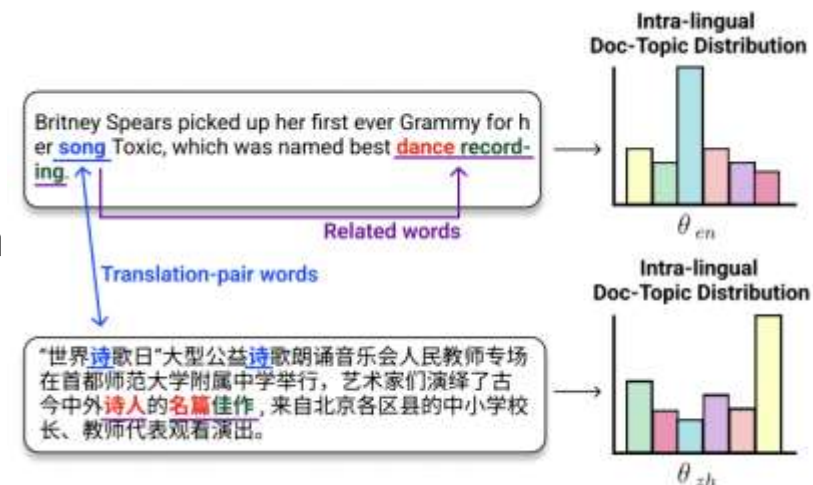 Intra-lingual
Doc-Topic Distribution
Britney Spears picked up her first ever Grammy for h
er song Toxic, which was named best dance record-
ing.
θ en
Related words
Translation-pair words
Intra-lingual
Doc-Topic Distribution
“世界诗歌日”大型公益诗歌朗诵音乐会人民教师专场
在首都师范大学附属中学举行，艺术家们演绎了古
今中外诗人的名篇佳作，来自北京各区县的中小学校
长、教师代表观看演出。
θ zh